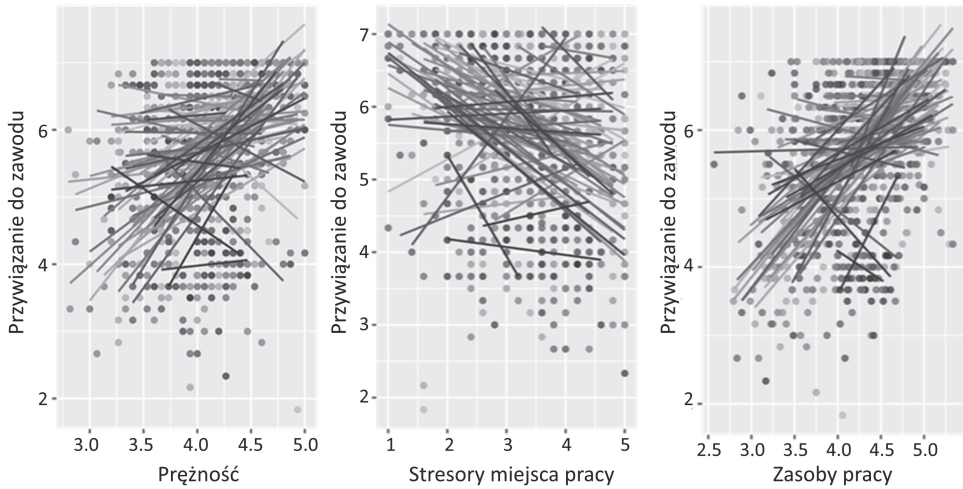 Przywiązanie do zawodu
6
4
2
3.0 3.5 4.0 4.5 5.0
Prężność
Przywiązanie do zawodu
7
6
5
4
3
2
1 2 3 4 5
Stresory miejsca pracy
Przywiązanie do zawodu
6
4
2
2.5 3.0 3.5 4.0 4.5 5.0
Zasoby pracy